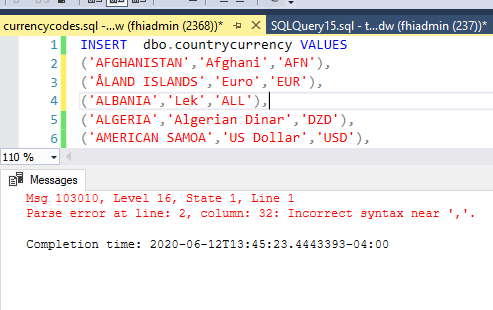 currencycodes.sql -...w (fhiadmin (2368))* SQLQuery15.sql - t...dw (fhiadmin (237))*
1 INSERT  dbo.countrycurrency VALUES
2 ('AFGHANISTAN','Afghani','AFN'),
3 ('ÅLAND ISLANDS','Euro','EUR'),
4 ('ALBANIA','Lek','ALL'),
5 ('ALGERIA','Algerian Dinar','DZD'),
6 ('AMERICAN SAMOA','US Dollar','USD'),
110 %
Messages
Msg 103010, Level 16, State 1, Line 1
Parse error at line: 2, column: 32: Incorrect syntax near ','.
Completion time: 2020-06-12T13:45:23.4443393-04:00